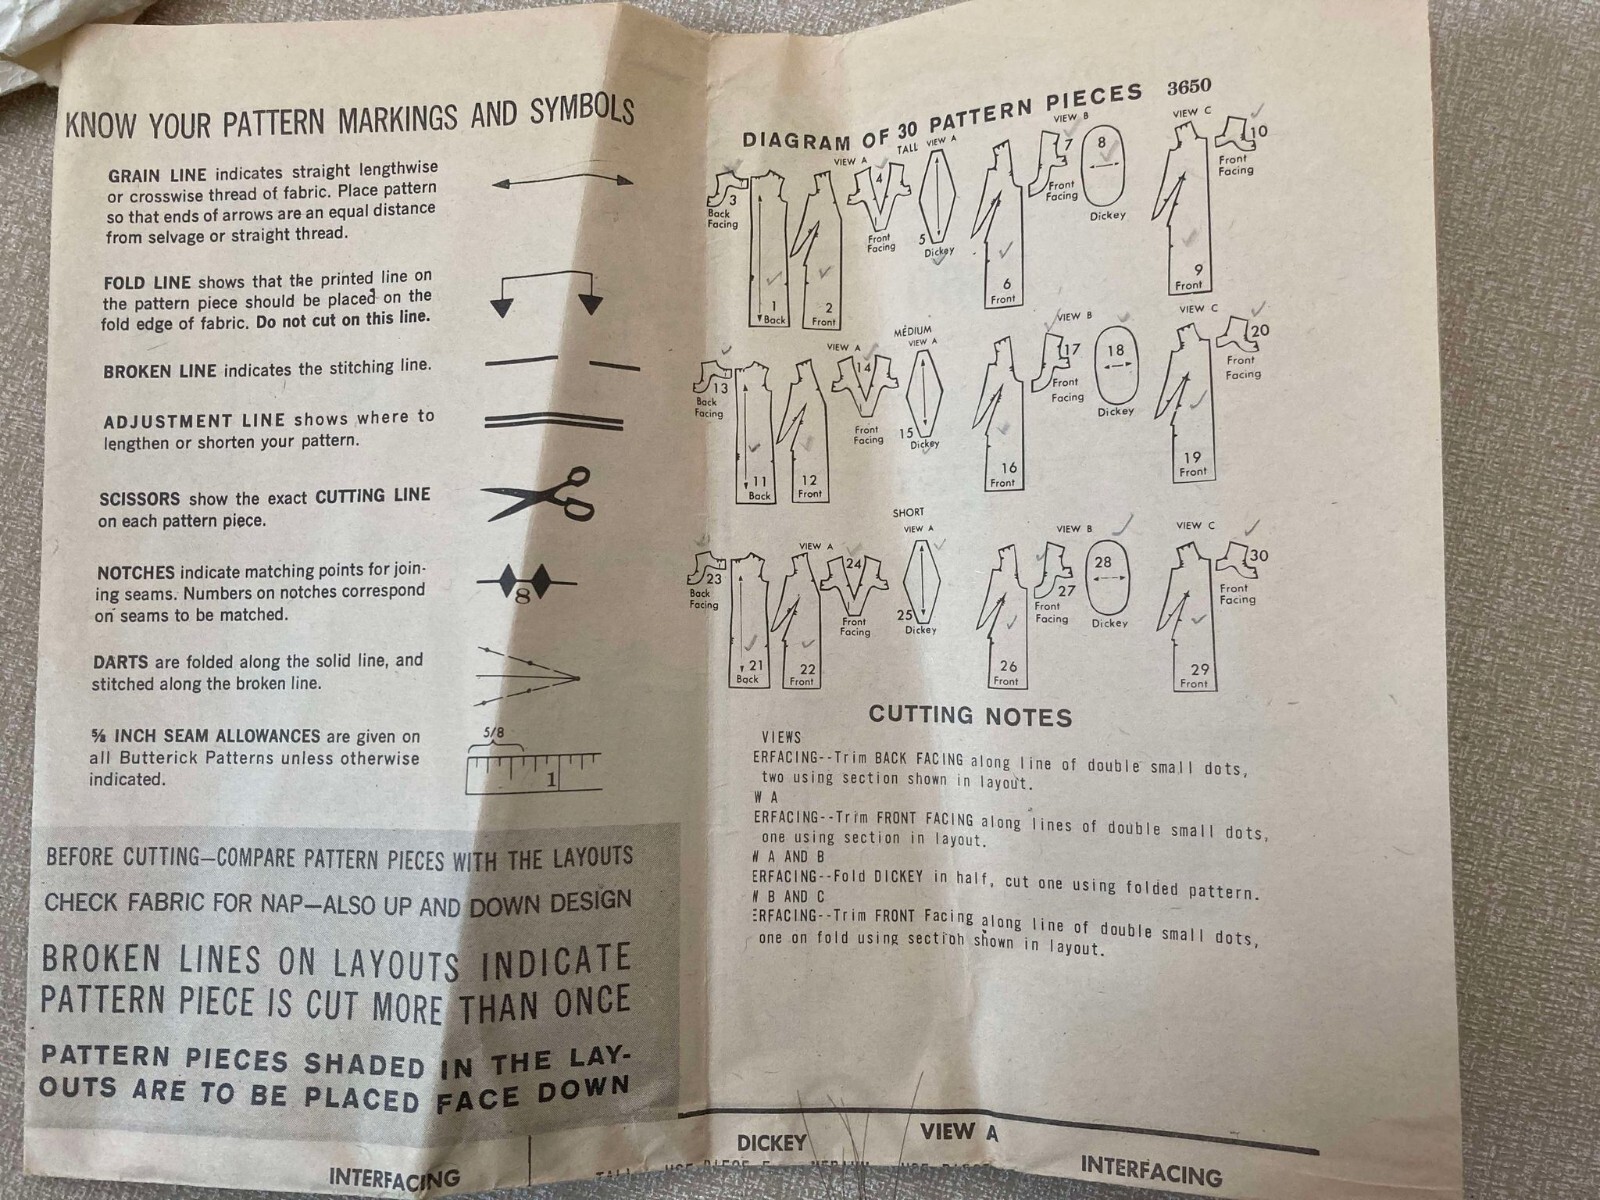 KNOW YOUR PATTERN MARKINGS AND SYMBOLS
GRAIN LINE indicates straight lengthwise
or crosswise thread of fabric. Place pattern
so that ends of arrows are an equal distance
from selvage or straight thread.
FOLD LINE shows that the printed line on
the pattern piece should be placed on the
fold edge of fabric. Do not cut on this line.
BROKEN LINE indicates the stitching line.
ADJUSTMENT LINE shows where to
lengthen or shorten your pattern.
SCISSORS show the exact CUTTING LINE
on each pattern piece.
NOTCHES indicate matching points for join-
ing seams. Numbers on notches correspond
on seams to be matched.
8
DARTS are folded along the solid line, and
stitched along the broken line.
⅝ INCH SEAM ALLOWANCES are given on
all Butterick Patterns unless otherwise
indicated.
5/8
1
BEFORE CUTTING—COMPARE PATTERN PIECES WITH THE LAYOUTS
CHECK FABRIC FOR NAP—ALSO UP AND DOWN DESIGN
BROKEN LINES ON LAYOUTS INDICATE
PATTERN PIECE IS CUT MORE THAN ONCE
PATTERN PIECES SHADED IN THE LAY-
OUTS ARE TO BE PLACED FACE DOWN
INTERFACING
DIAGRAM OF 30 PATTERN PIECES 3650
TALL
VIEW A
VIEW A
VIEW B
VIEW C
3
Back
Facing
1
Back
2
Front
4
Front
Facing
5
Dickey
6
Front
7
Front
Facing
8
Dickey
9
Front
10
Front
Facing
MEDIUM
VIEW A
VIEW A
VIEW B
VIEW C
13
Back
Facing
11
Back
12
Front
14
Front
Facing
15
Dickey
16
Front
17
Front
Facing
18
Dickey
19
Front
20
Front
Facing
SHORT
VIEW A
VIEW A
VIEW B
VIEW C
23
Back
Facing
21
Back
22
Front
24
Front
Facing
25
Dickey
26
Front
27
Front
Facing
28
Dickey
29
Front
30
Front
Facing
CUTTING NOTES
VIEWS
ERFACING--Trim BACK FACING along line of double small dots,
two using section shown in layout.
W A
ERFACING--Trim FRONT FACING along lines of double small dots,
one using section in layout.
W A AND B
ERFACING--Fold DICKEY in half, cut one using folded pattern.
W B AND C
ERFACING--Trim FRONT Facing along line of double small dots,
one on fold using section shown in layout.
DICKEY
VIEW A
INTERFACING